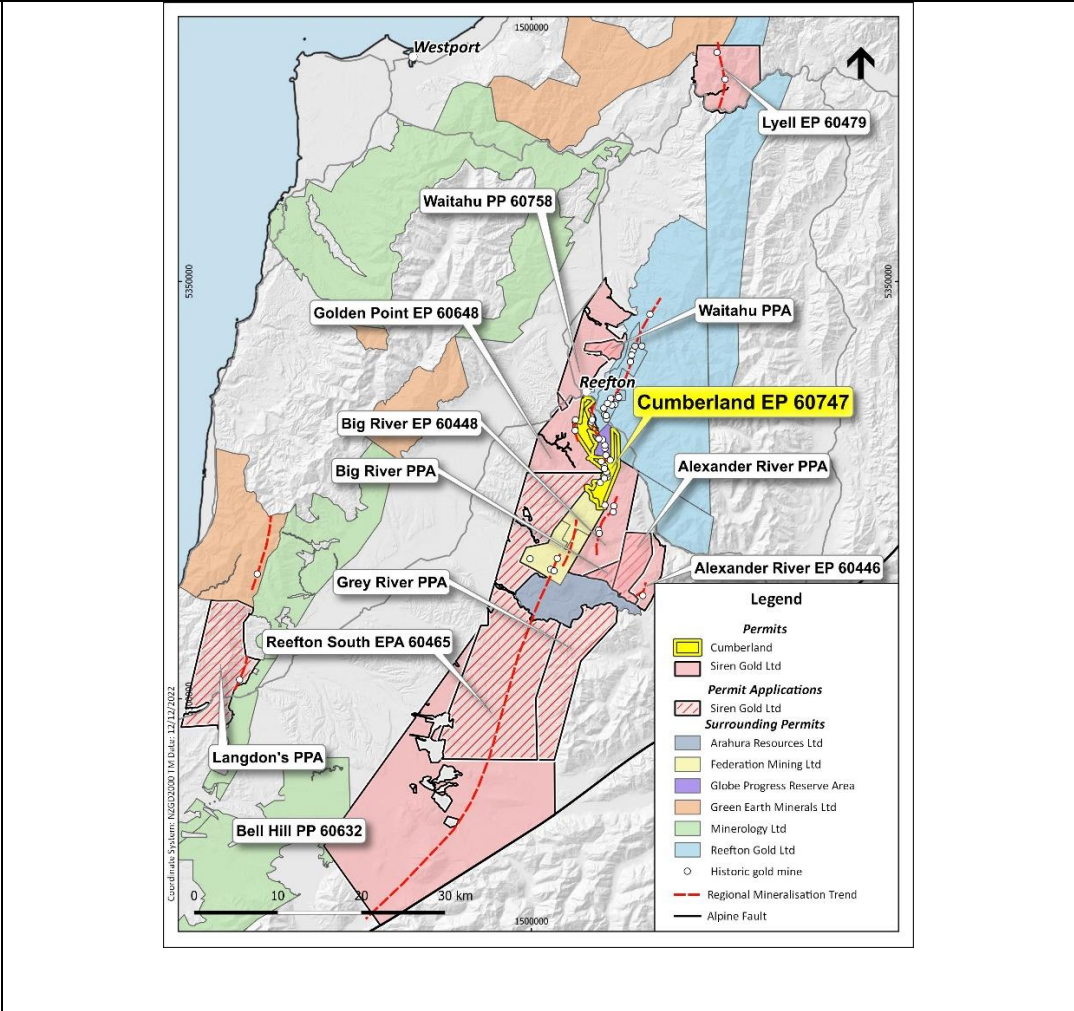 1500000
Westport
Lyell EP 60479
Waitahu PP 60758
5350000
5350000
Golden Point EP 60648
Waitahu PPA
Reefton
Cumberland EP 60747
Big River EP 60448
Alexander River PPA
Big River PPA
Alexander River EP 60446
Grey River PPA
Reefton South EPA 60465
Langdon's PPA
Bell Hill PP 60632
Coordinate System: NZGD2000 TM Date: 12/12/2022
0 10 20 30 km
1500000
Legend
Permits
Cumberland
Siren Gold Ltd
Permit Applications
Siren Gold Ltd
Surrounding Permits
Arahura Resources Ltd
Federation Mining Ltd
Globe Progress Reserve Area
Green Earth Minerals Ltd
Minerology Ltd
Reefton Gold Ltd
Historic gold mine
Regional Mineralisation Trend
Alpine Fault